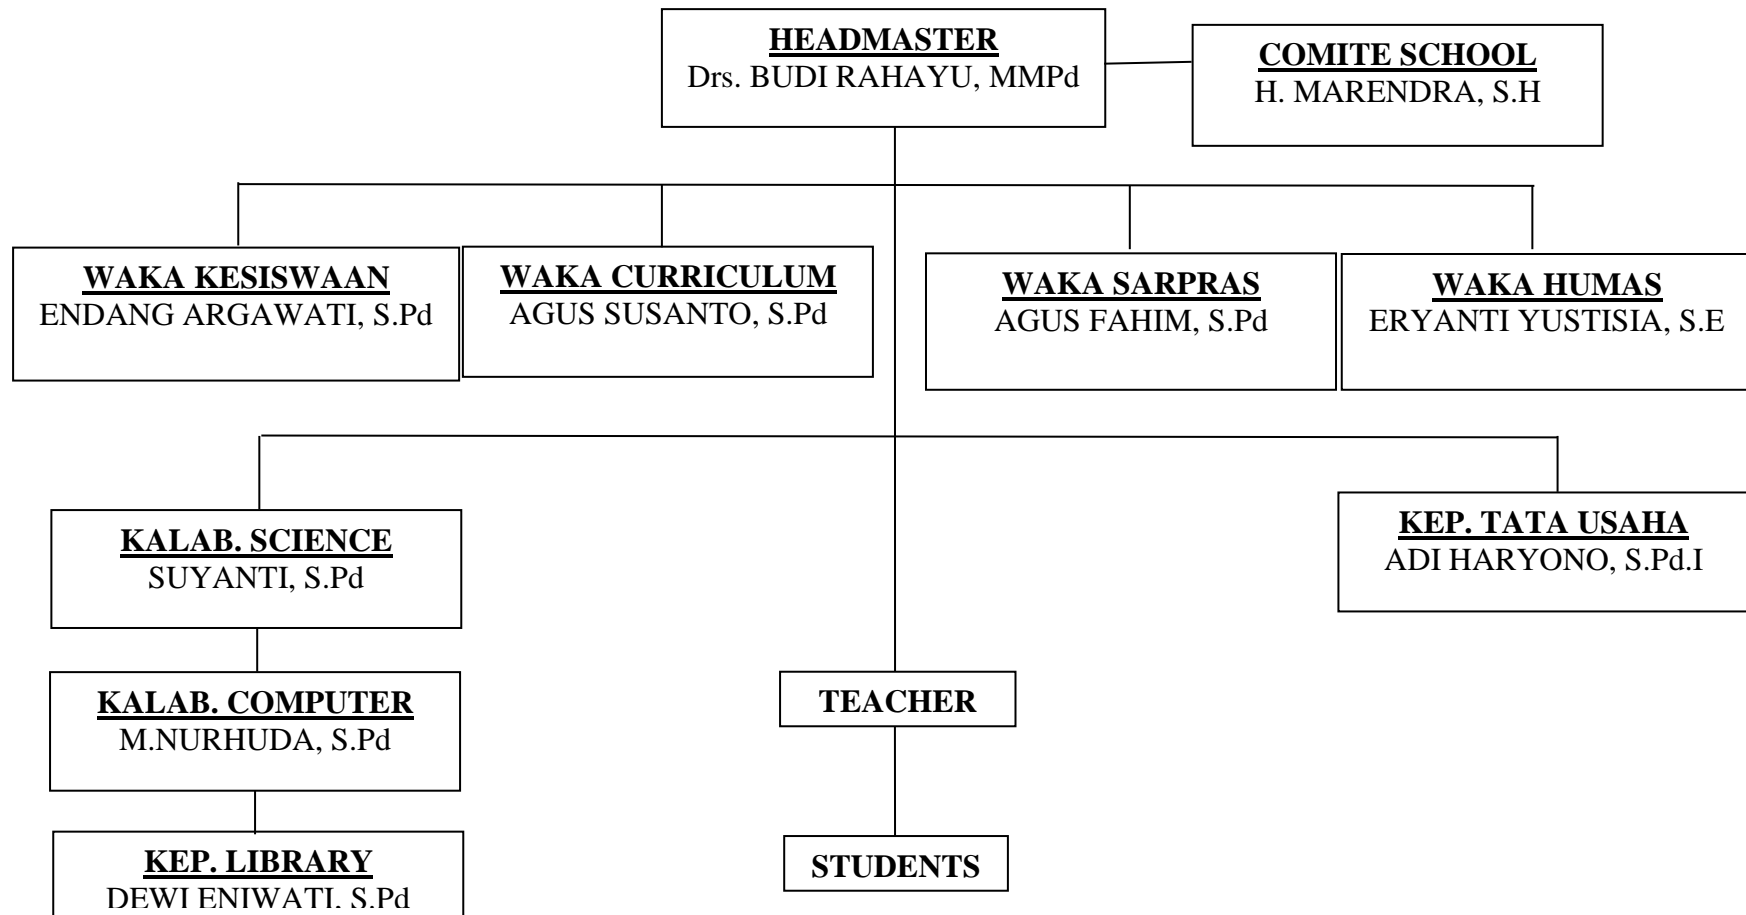 HEADMASTER
Drs. BUDI RAHAYU, MMPd
COMITE SCHOOL
H. MARENDRA, S.H
WAKA KESISWAAN
ENDANG ARGAWATI, S.Pd
WAKA CURRICULUM
AGUS SUSANTO, S.Pd
WAKA SARPRAS
AGUS FAHIM, S.Pd
WAKA HUMAS
ERYANTI YUSTISIA, S.E
KALAB. SCIENCE
SUYANTI, S.Pd
KEP. TATA USAHA
ADI HARYONO, S.Pd.I
KALAB. COMPUTER
M.NURHUDA, S.Pd
TEACHER
KEP. LIBRARY
DEWI ENIWATI, S.Pd
STUDENTS